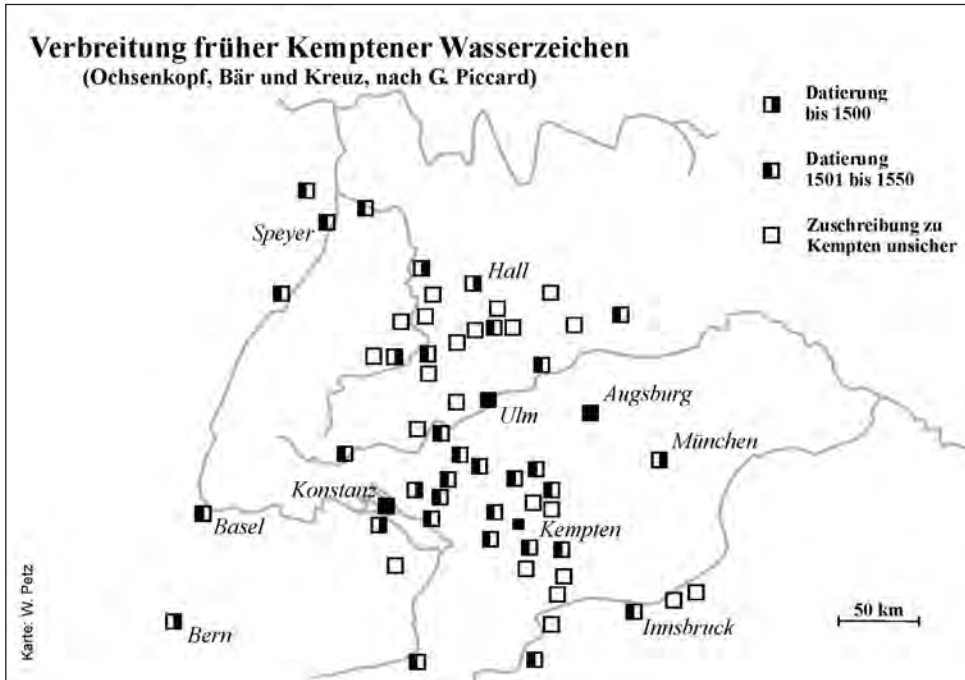 Verbreitung früher Kemptener Wasserzeichen
(Ochsenkopf, Bär und Kreuz, nach G. Piccard)
Datierung
bis 1500
Datierung
1501 bis 1550
Zuschreibung zu
Kempten unsicher
Speyer
Hall
Ulm
Augsburg
München
Konstanz
Basel
Kempten
Bern
Innsbruck
50 km
Karte: W. Petz